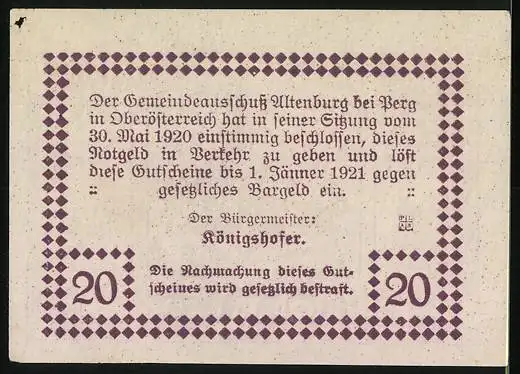 Der Gemeindeausschuß Altenburg bei Perg
in Oberösterreich hat in seiner Sitzung vom
30. Mai 1920 einstimmig beschlossen, dieses
Notgeld in Verkehr zu geben und löst
diese Gutscheine bis 1. Jänner 1921 gegen
:: gesetzliches Bargeld ein. ::
Der Bürgermeister:
Königshofer.
Die Nachmachung dieses Gut-
scheines wird gesetzlich bestraft.
20 20